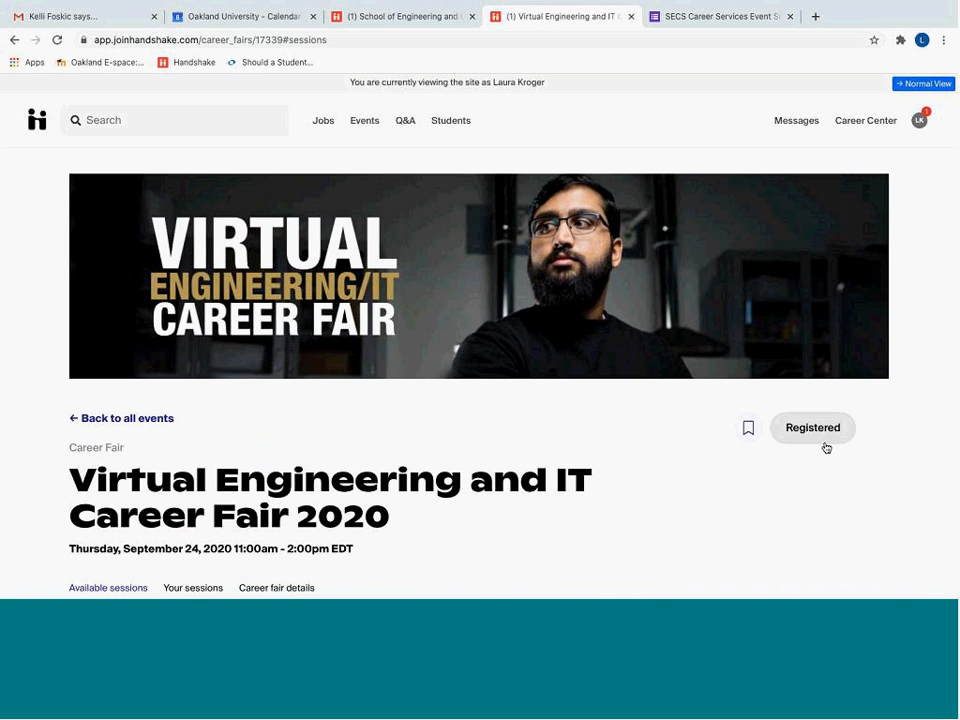 Kelli Foskic says...
Oakland University - Calendar
(1) School of Engineering and
(1) Virtual Engineering and IT
SECS Career Services Event
app.joinhandshake.com/career_fairs/17339#sessions
L
Apps
Oakland E-space:...
Handshake
Should a Student...
You are currently viewing the site as Laura Kroger
→ Normal View
Search
Jobs
Events
Q&A
Students
Messages
Career Center
LK
1
VIRTUAL
ENGINEERING/IT
CAREER FAIR
← Back to all events
Registered
Career Fair
Virtual Engineering and IT
Career Fair 2020
Thursday, September 24, 2020 11:00am - 2:00pm EDT
Available sessions
Your sessions
Career fair details